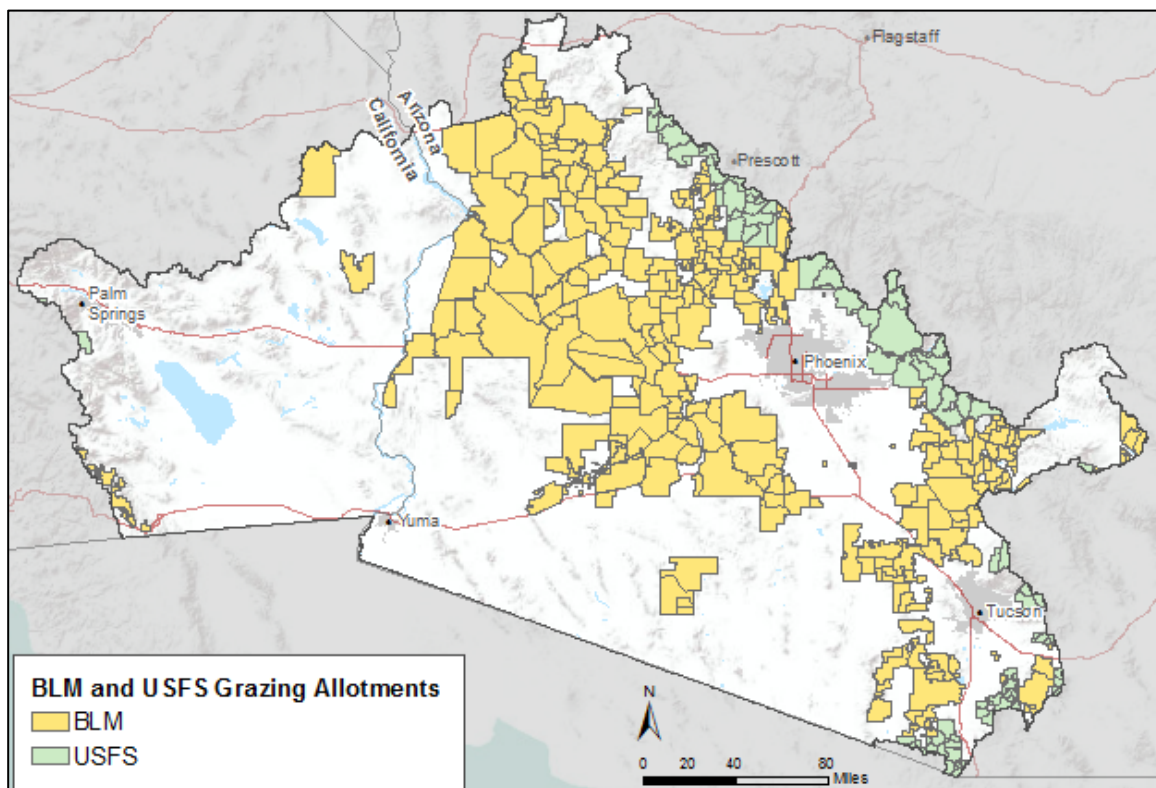 Flagstaff
Arizona
California
Prescott
Palm
Springs
Phoenix
Yuma
Tucson
BLM and USFS Grazing Allotments
BLM
USFS
N
0 20 40 80
Miles